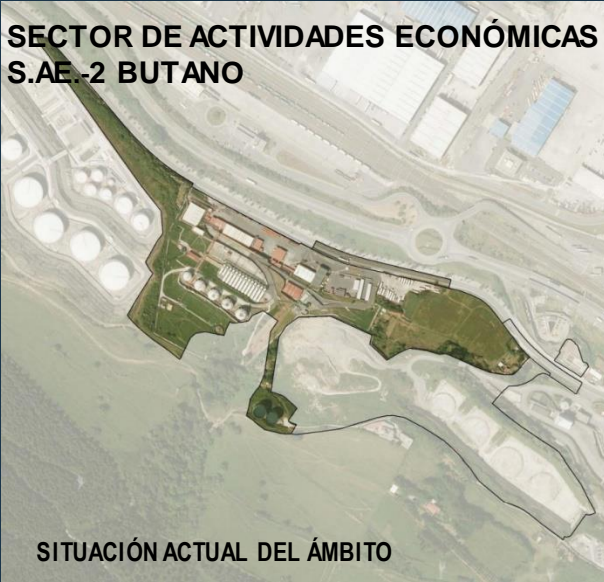 SECTOR DE ACTIVIDADES ECONÓMICAS
S.AE.-2 BUTANO
SITUACIÓN ACTUAL DEL ÁMBITO